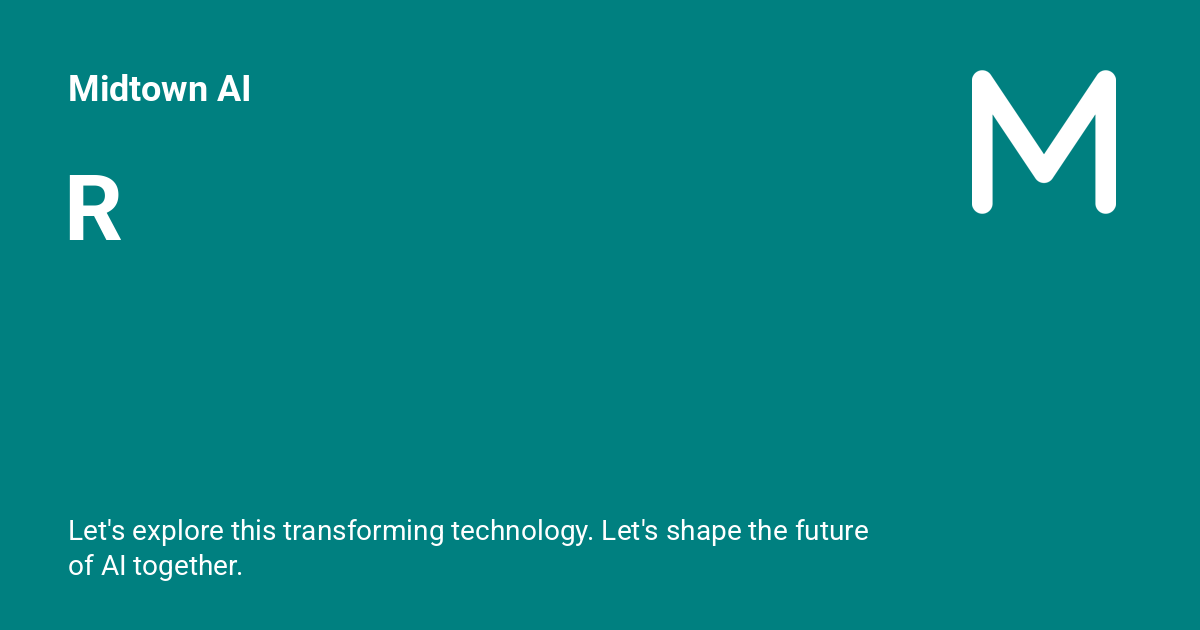 Midtown AI
M
R
Let's explore this transforming technology. Let's shape the future
of AI together.